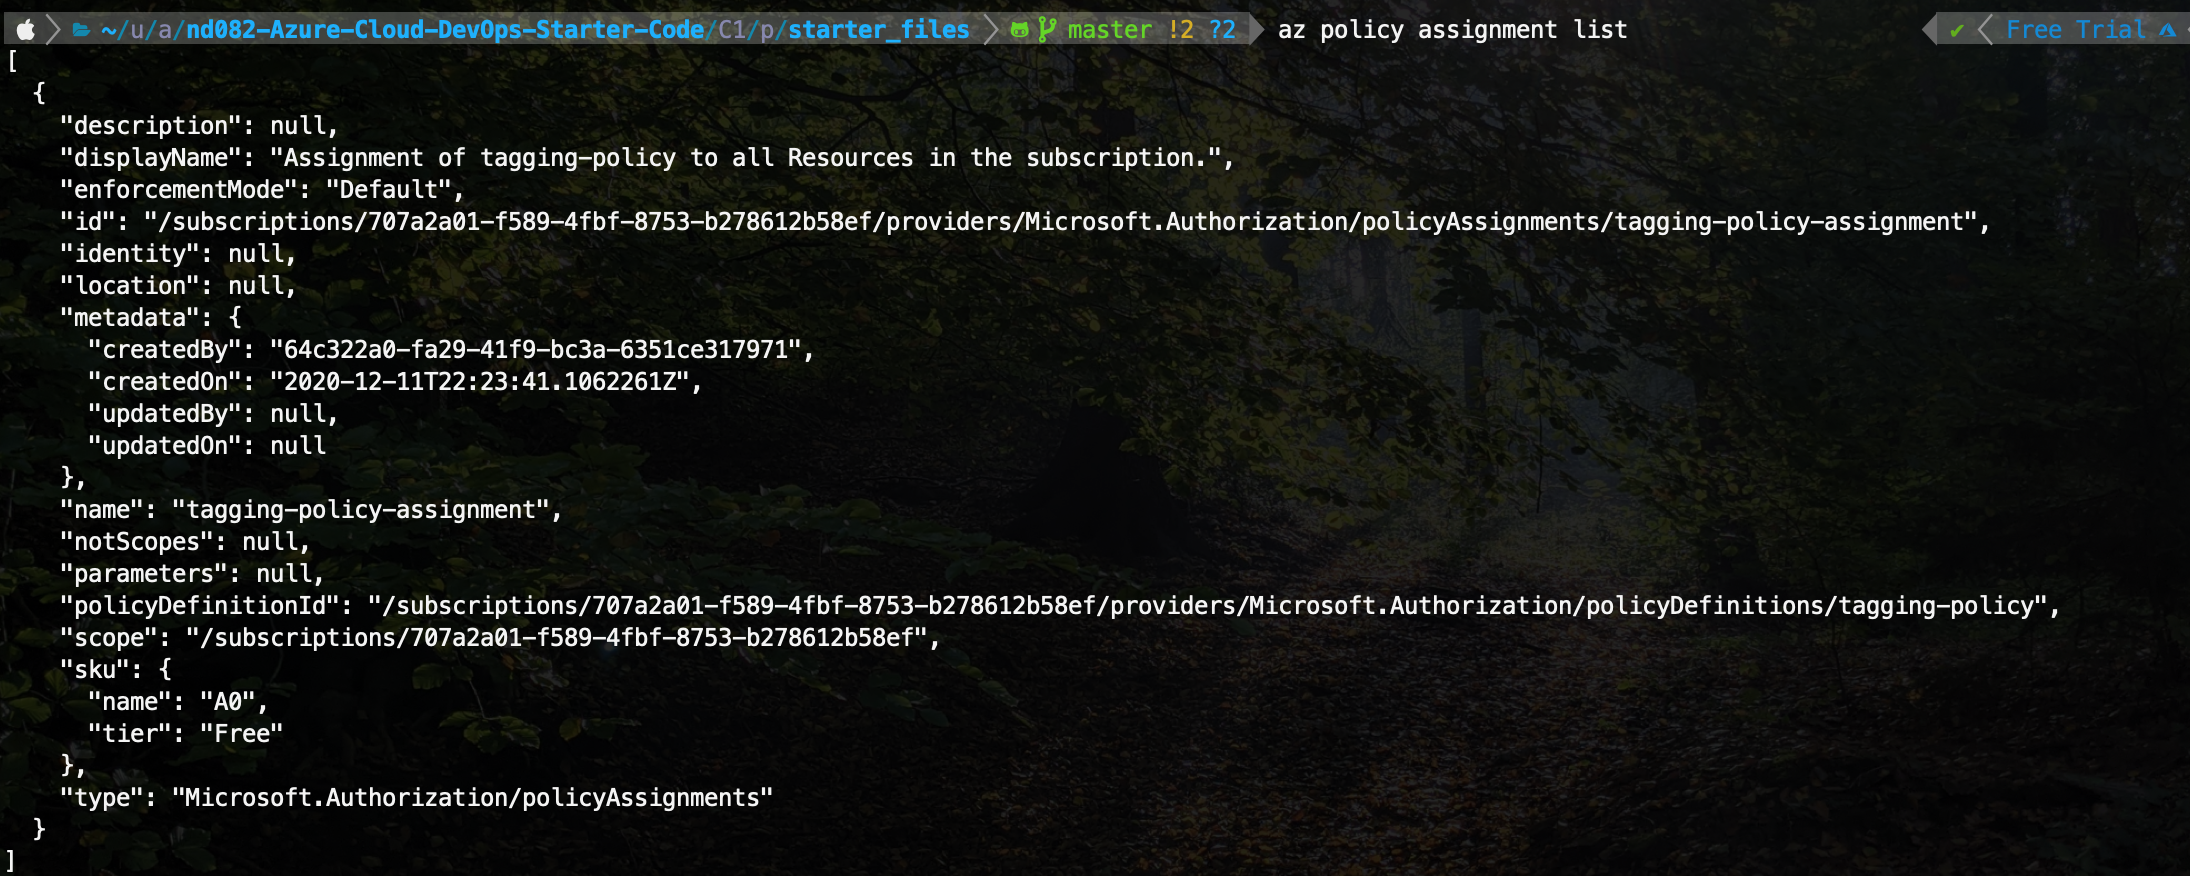 ~/u/a/nd082-Azure-Cloud-DevOps-Starter-Code/C1/p/starter_files master !2 ?2 az policy assignment list ✔ Free Trial
[
  {
    "description": null,
    "displayName": "Assignment of tagging-policy to all Resources in the subscription.",
    "enforcementMode": "Default",
    "id": "/subscriptions/707a2a01-f589-4fbf-8753-b278612b58ef/providers/Microsoft.Authorization/policyAssignments/tagging-policy-assignment",
    "identity": null,
    "location": null,
    "metadata": {
      "createdBy": "64c322a0-fa29-41f9-bc3a-6351ce317971",
      "createdOn": "2020-12-11T22:23:41.1062261Z",
      "updatedBy": null,
      "updatedOn": null
    },
    "name": "tagging-policy-assignment",
    "notScopes": null,
    "parameters": null,
    "policyDefinitionId": "/subscriptions/707a2a01-f589-4fbf-8753-b278612b58ef/providers/Microsoft.Authorization/policyDefinitions/tagging-policy",
    "scope": "/subscriptions/707a2a01-f589-4fbf-8753-b278612b58ef",
    "sku": {
      "name": "A0",
      "tier": "Free"
    },
    "type": "Microsoft.Authorization/policyAssignments"
  }
]